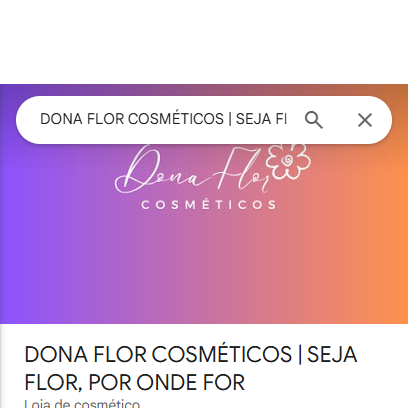 DONA FLOR COSMÉTICOS | SEJA FL
Dona Flor
COSMÉTICOS
DONA FLOR COSMÉTICOS | SEJA
FLOR, POR ONDE FOR
Loja de cosmético